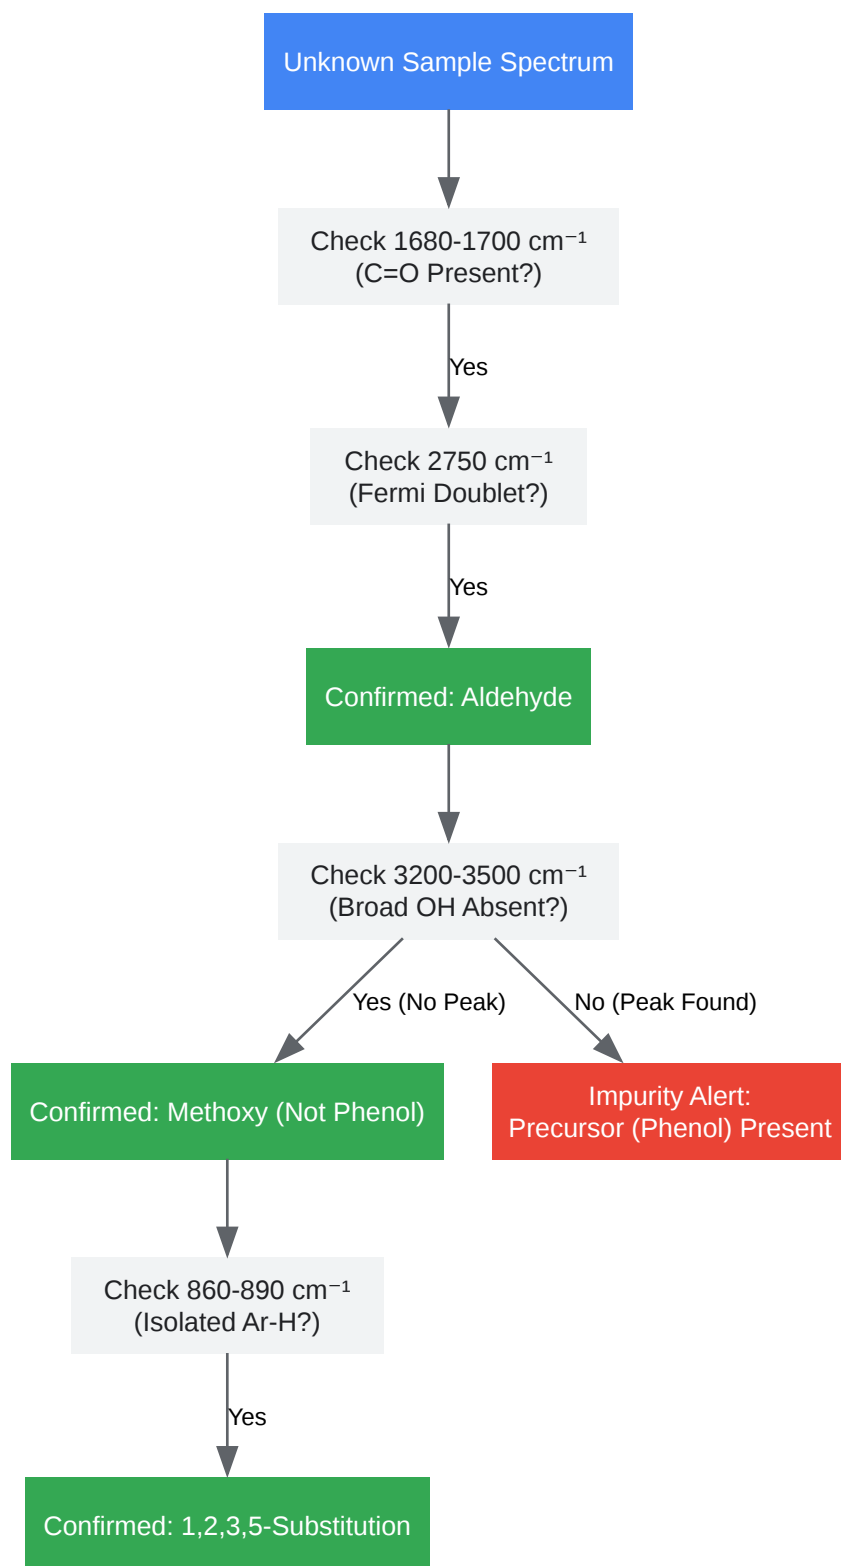 Unknown Sample Spectrum
Check 1680-1700 cm⁻¹
(C=O Present?)
Yes
Check 2750 cm⁻¹
(Fermi Doublet?)
Yes
Confirmed: Aldehyde
Check 3200-3500 cm⁻¹
(Broad OH Absent?)
Yes (No Peak)
No (Peak Found)
Confirmed: Methoxy (Not Phenol)
Impurity Alert:
Precursor (Phenol) Present
Check 860-890 cm⁻¹
(Isolated Ar-H?)
Yes
Confirmed: 1,2,3,5-Substitution